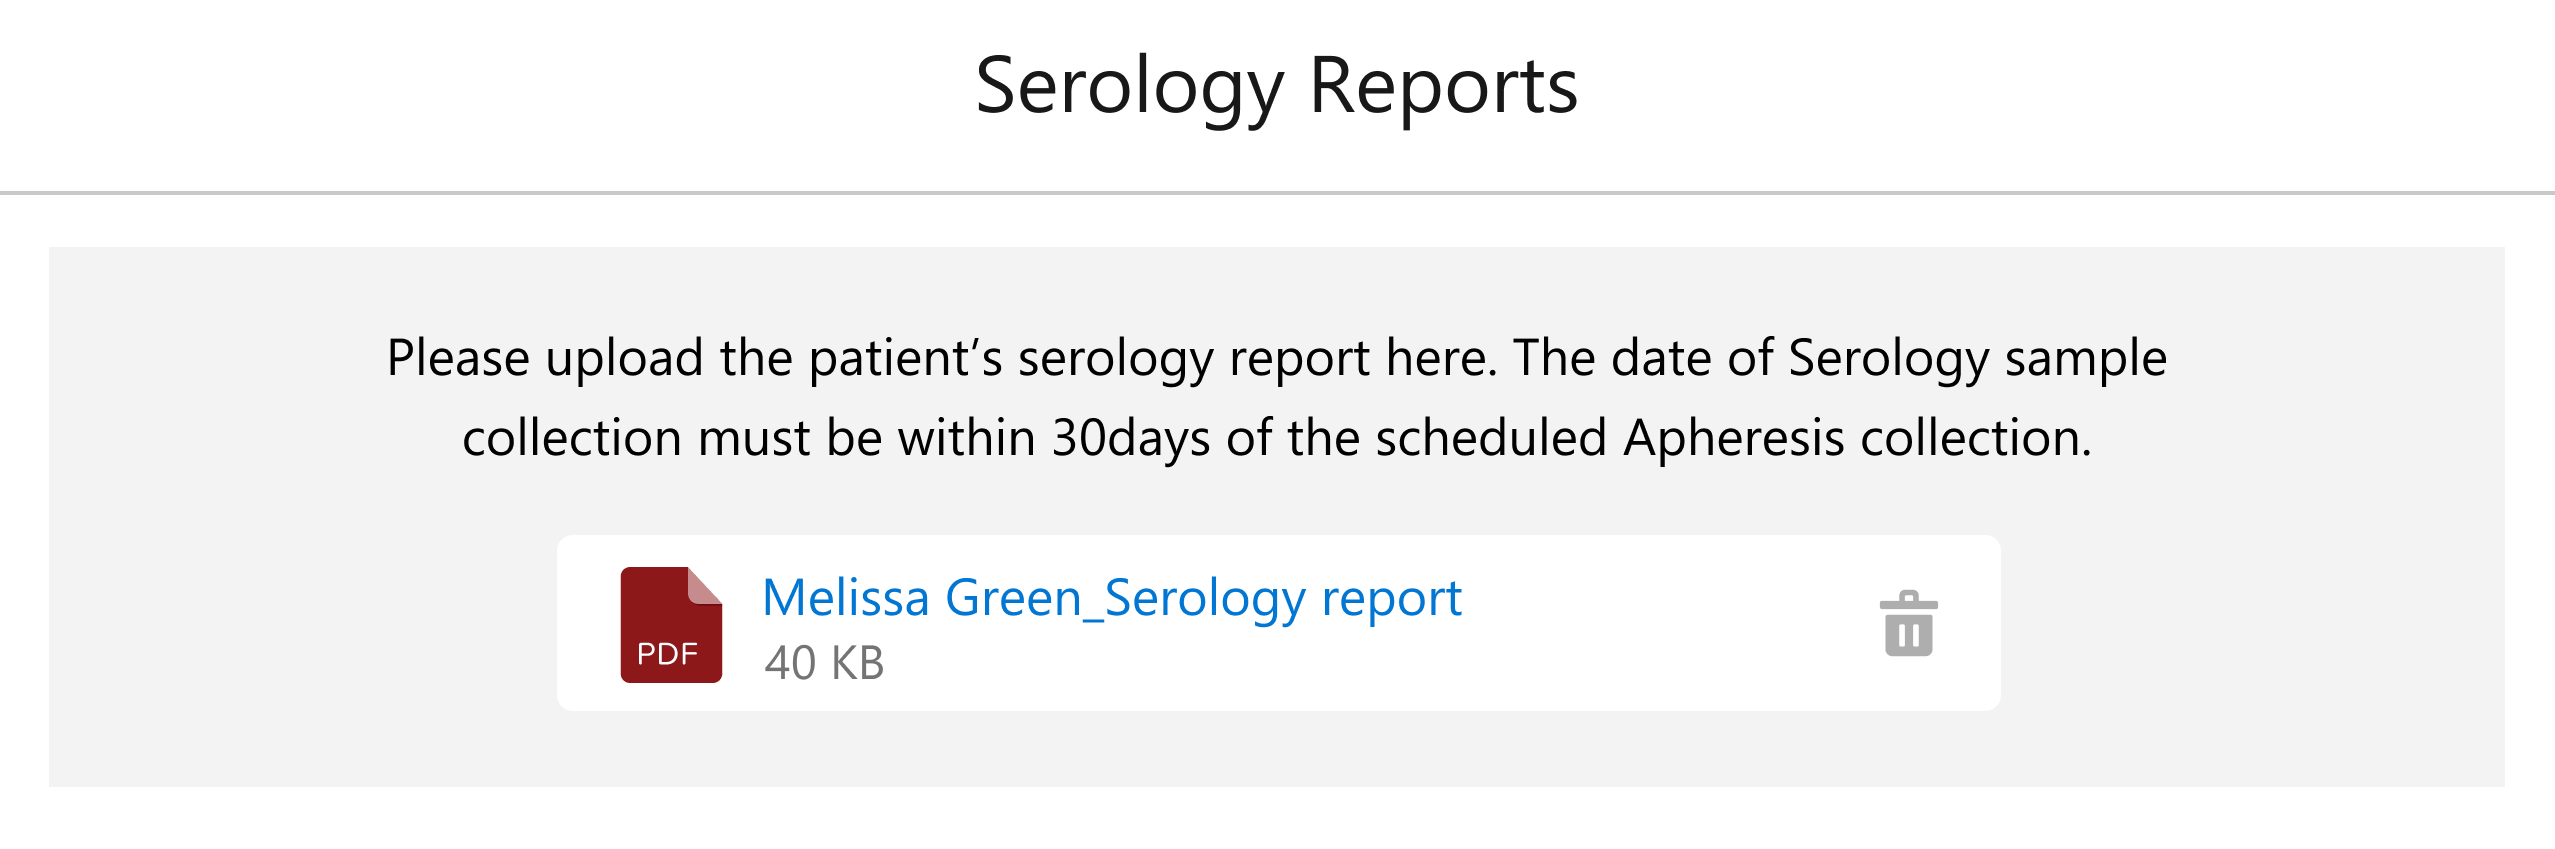 Serology Reports
Please upload the patient’s serology report here. The date of Serology sample
collection must be within 30days of the scheduled Apheresis collection.
Melissa Green_Serology report
PDF
40 KB